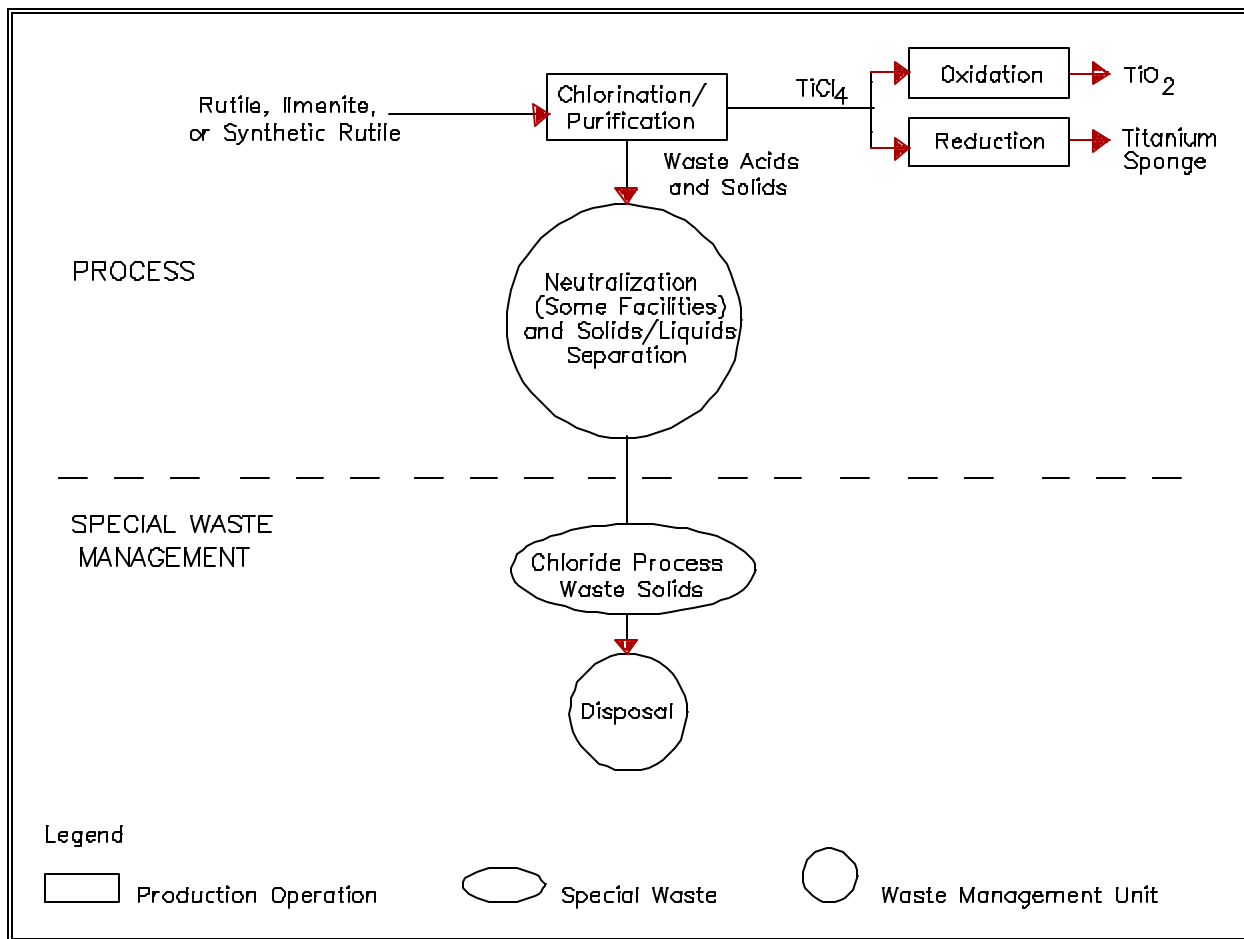 Rutile, Ilmenite,
or Synthetic Rutile
Chlorination/
Purification
TiCl4
Oxidation
TiO2
Reduction
Titanium
Sponge
Waste Acids
and Solids
PROCESS
Neutralization
(Some Facilities)
and Solids/Liquids
Separation
SPECIAL WASTE
MANAGEMENT
Chloride Process
Waste Solids
Disposal
Legend
Production Operation
Special Waste
Waste Management Unit